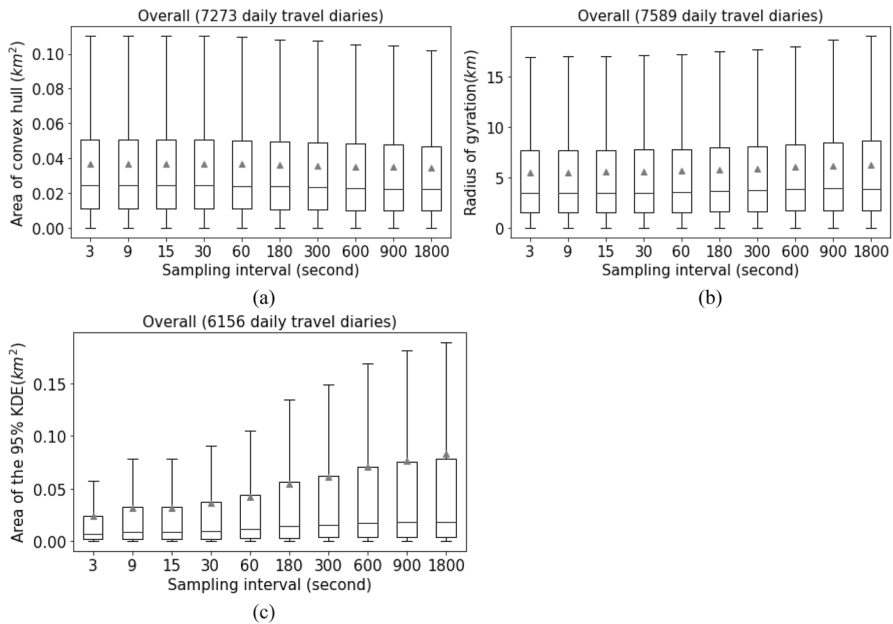 Overall (7273 daily travel diaries)
Area of convex hull (km²)
0.10
0.08
0.06
0.04
0.02
0.00
3 9 15 30 60 180 300 600 900 1800
Sampling interval (second)
(a)
Overall (7589 daily travel diaries)
Radius of gyration(km)
15
10
5
0
3 9 15 30 60 180 300 600 900 1800
Sampling interval (second)
(b)
Overall (6156 daily travel diaries)
Area of the 95% KDE(km²)
0.15
0.10
0.05
0.00
3 9 15 30 60 180 300 600 900 1800
Sampling interval (second)
(c)